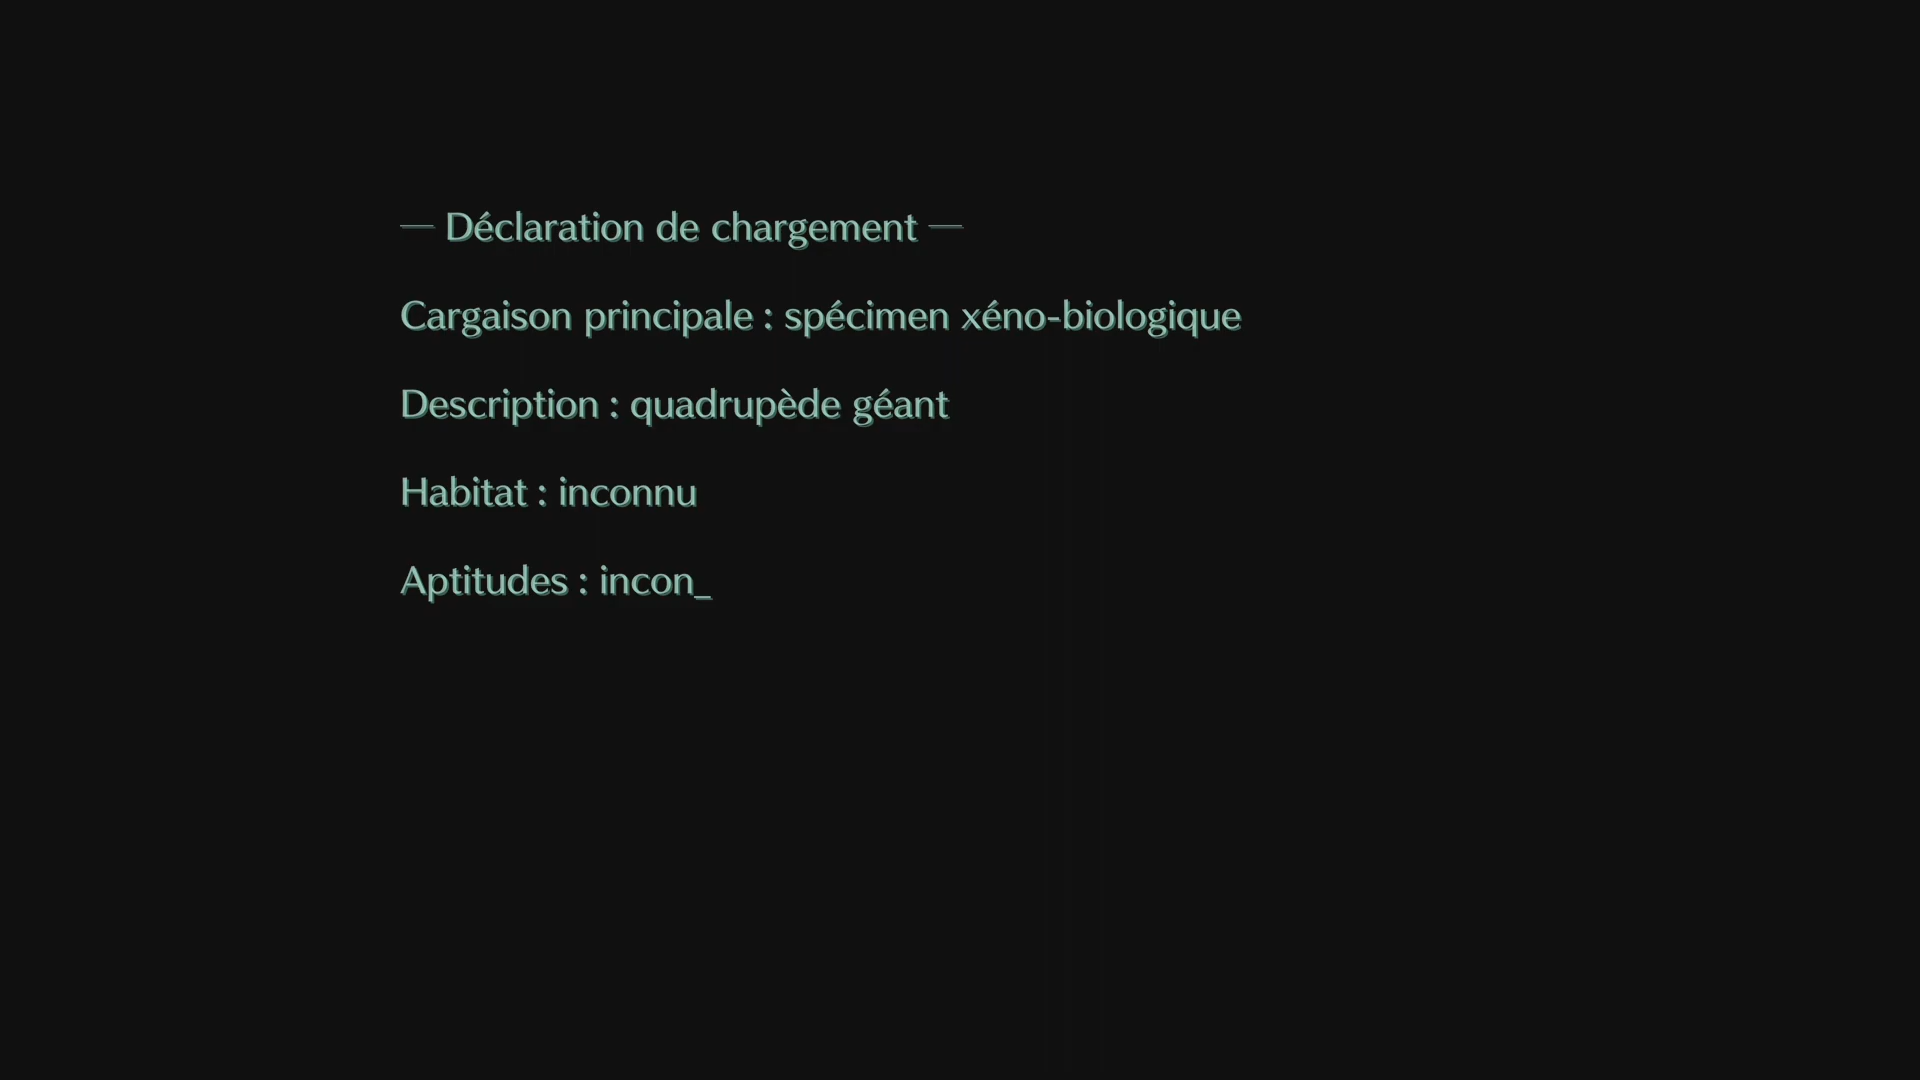 — Déclaration de chargement —
Cargaison principale : spécimen xéno-biologique
Description : quadrupède géant
Habitat : inconnu
Aptitudes : incon_